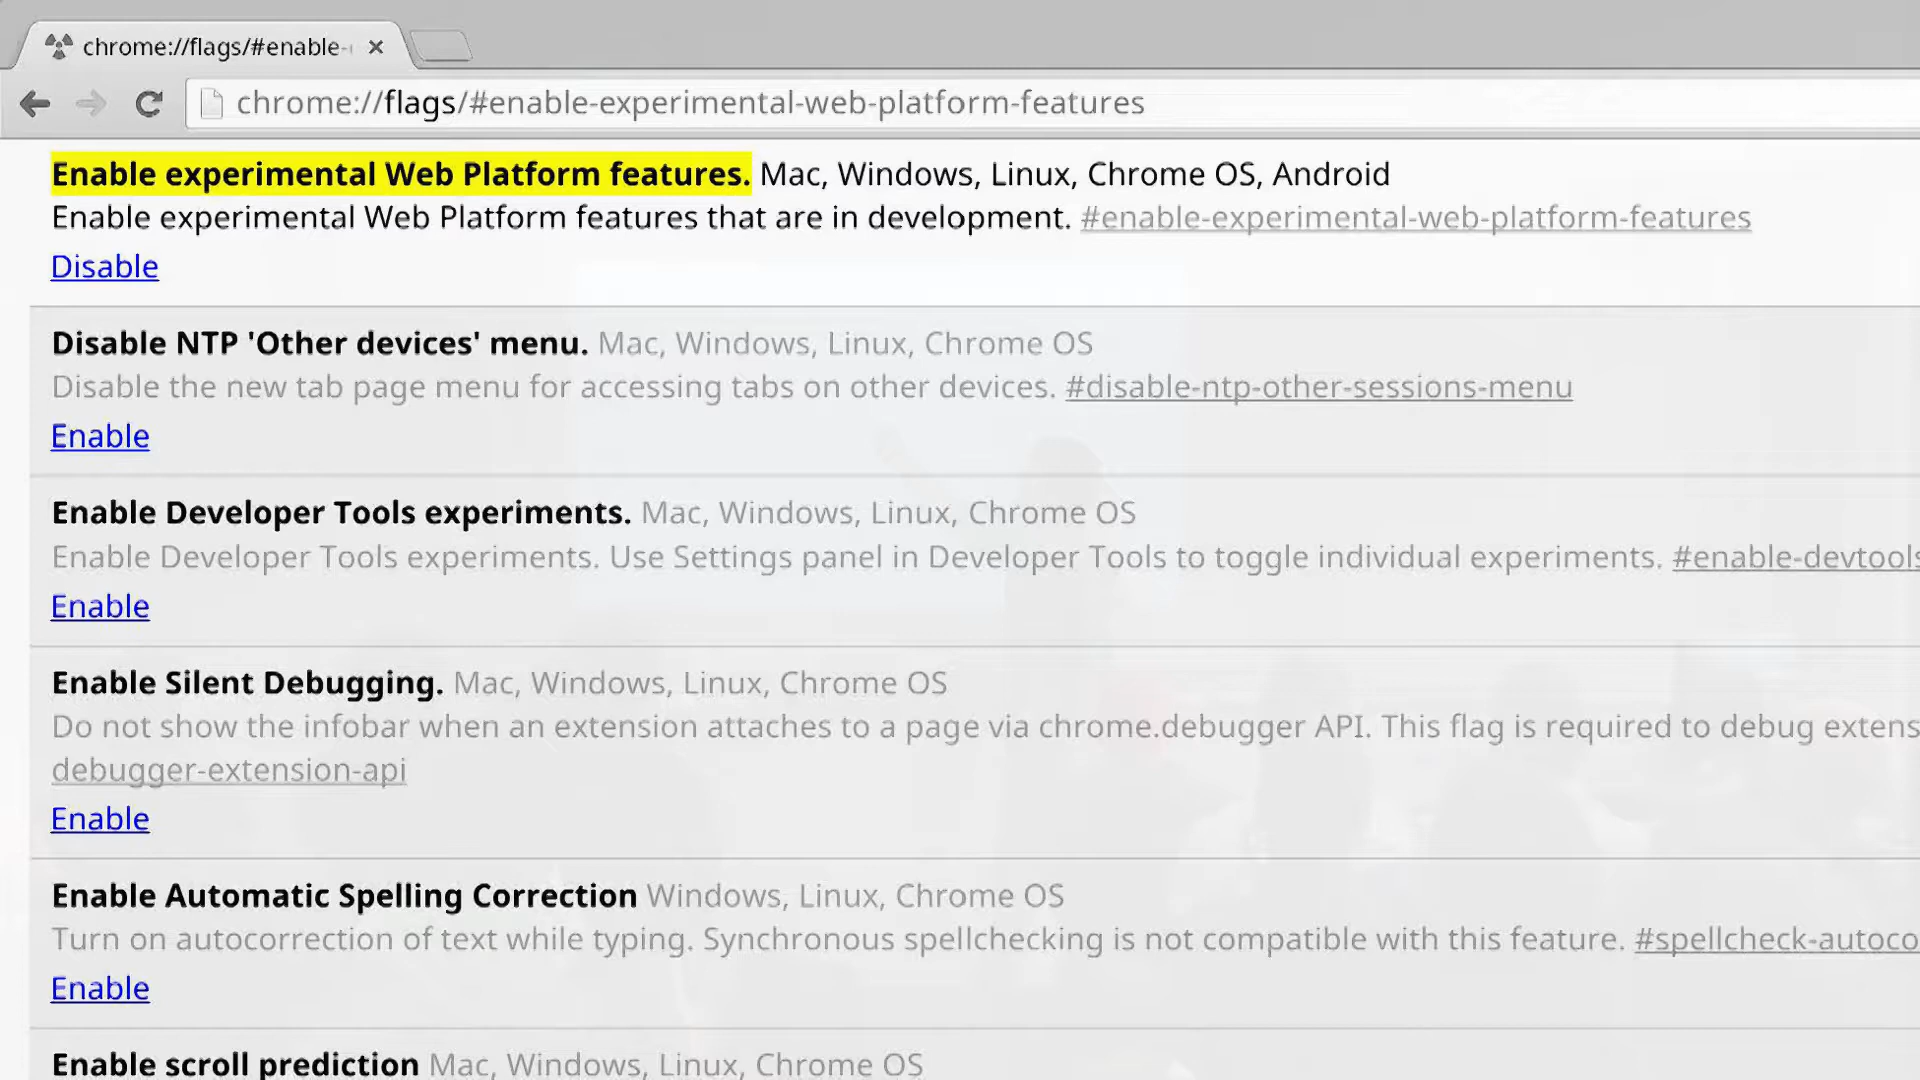 chrome://flags/#enable-
chrome://flags/#enable-experimental-web-platform-features
Enable experimental Web Platform features. Mac, Windows, Linux, Chrome OS, Android
Enable experimental Web Platform features that are in development. #enable-experimental-web-platform-features
Disable
Disable NTP 'Other devices' menu. Mac, Windows, Linux, Chrome OS
Disable the new tab page menu for accessing tabs on other devices. #disable-ntp-other-sessions-menu
Enable
Enable Developer Tools experiments. Mac, Windows, Linux, Chrome OS
Enable Developer Tools experiments. Use Settings panel in Developer Tools to toggle individual experiments. #enable-devtools
Enable
Enable Silent Debugging. Mac, Windows, Linux, Chrome OS
Do not show the infobar when an extension attaches to a page via chrome.debugger API. This flag is required to debug extens
debugger-extension-api
Enable
Enable Automatic Spelling Correction Windows, Linux, Chrome OS
Turn on autocorrection of text while typing. Synchronous spellchecking is not compatible with this feature. #spellcheck-autoco
Enable
Enable scroll prediction Mac, Windows, Linux, Chrome OS